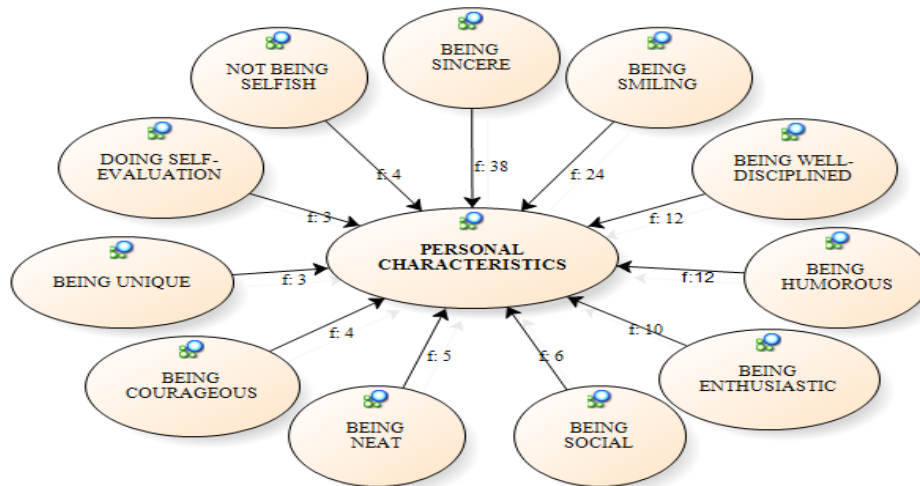 BEING
SINCERE
NOT BEING
SELFISH
BEING
SMILING
DOING SELF-
EVALUATION
BEING WELL-
DISCIPLINED
f: 4
f: 38
f: 24
f: 3
f: 12
PERSONAL
CHARACTERISTICS
BEING UNIQUE
f: 3
f:12
BEING
HUMOROUS
f: 4
f: 5
f: 6
f: 10
BEING
COURAGEOUS
BEING
ENTHUSIASTIC
BEING
NEAT
BEING
SOCIAL